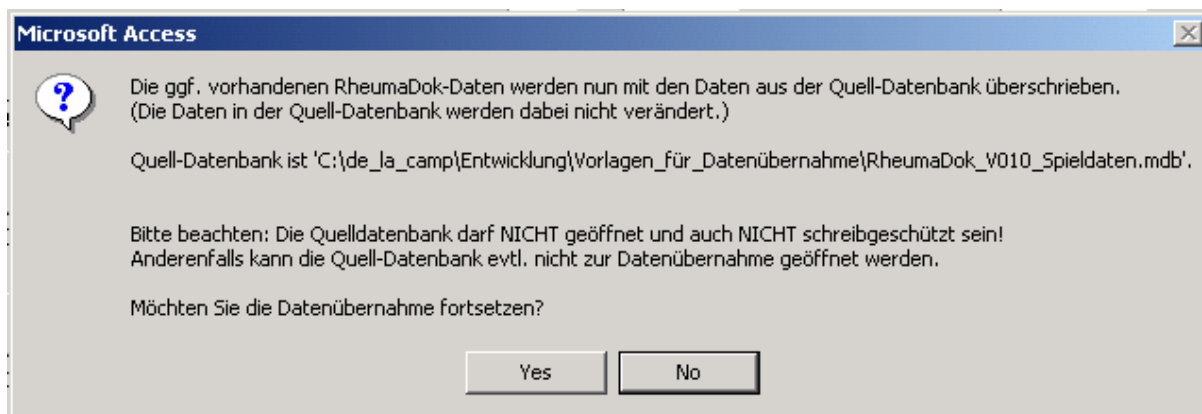 Microsoft Access
Die ggf. vorhandenen RheumaDok-Daten werden nun mit den Daten aus der Quell-Datenbank überschrieben.
(Die Daten in der Quell-Datenbank werden dabei nicht verändert.)
Quell-Datenbank ist 'C:\de_la_camp\Entwicklung\Vorlagen_für_Datenübernahme\RheumaDok_V010_Spieldaten.mdb'.
Bitte beachten: Die Quelldatenbank darf NICHT geöffnet und auch NICHT schreibgeschützt sein!
Anderenfalls kann die Quell-Datenbank evtl. nicht zur Datenübernahme geöffnet werden.
Möchten Sie die Datenübernahme fortsetzen?
Yes No